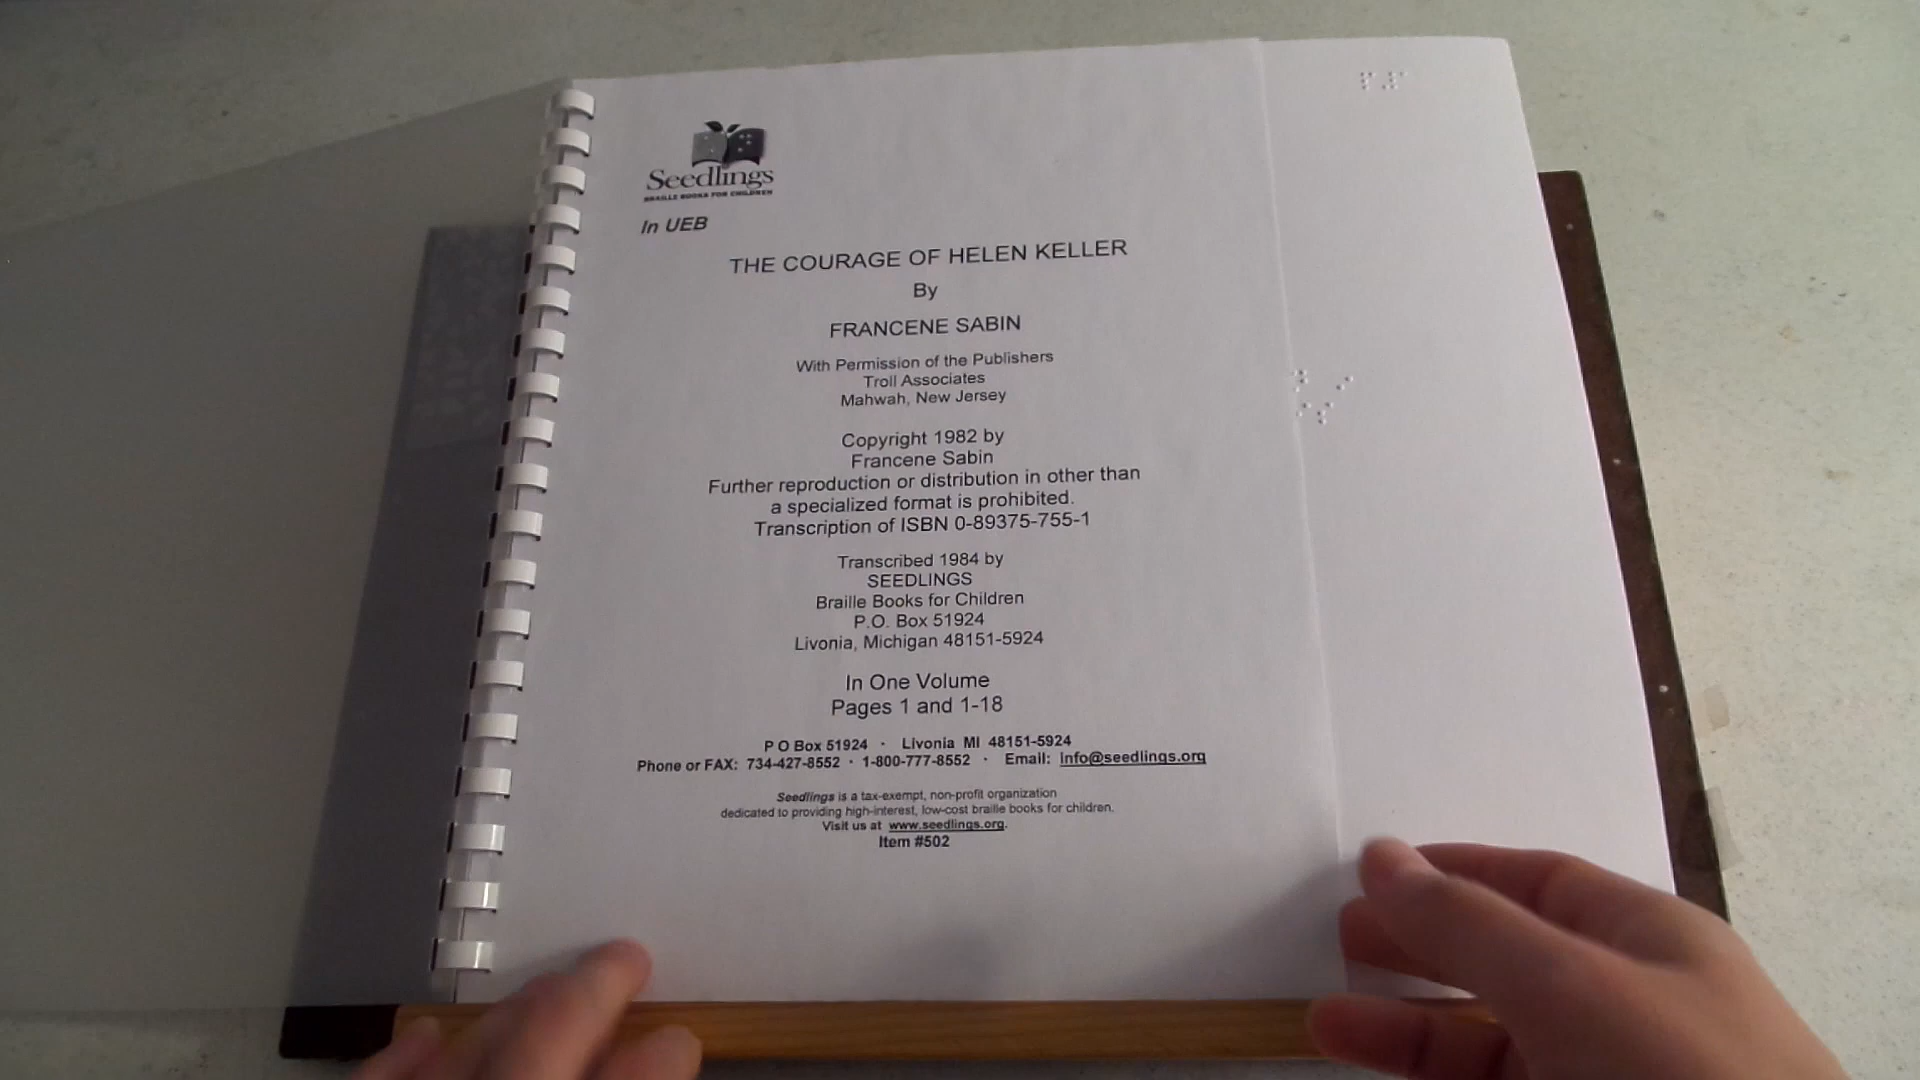 Seedlings
BRAILLE BOOKS FOR CHILDREN
In UEB
THE COURAGE OF HELEN KELLER
By
FRANCENE SABIN
With Permission of the Publishers
Troll Associates
Mahwah, New Jersey
Copyright 1982 by
Francene Sabin
Further reproduction or distribution in other than
a specialized format is prohibited.
Transcription of ISBN 0-89375-755-1
Transcribed 1984 by
SEEDLINGS
Braille Books for Children
P.O. Box 51924
Livonia, Michigan 48151-5924
In One Volume
Pages 1 and 1-18
P O Box 51924 · Livonia MI 48151-5924
Phone or FAX: 734-427-8552 · 1-800-777-8552 · Email: info@seedlings.org
Seedlings is a tax-exempt, non-profit organization
dedicated to providing high-interest, low-cost braille books for children.
Visit us at www.seedlings.org.
Item #502